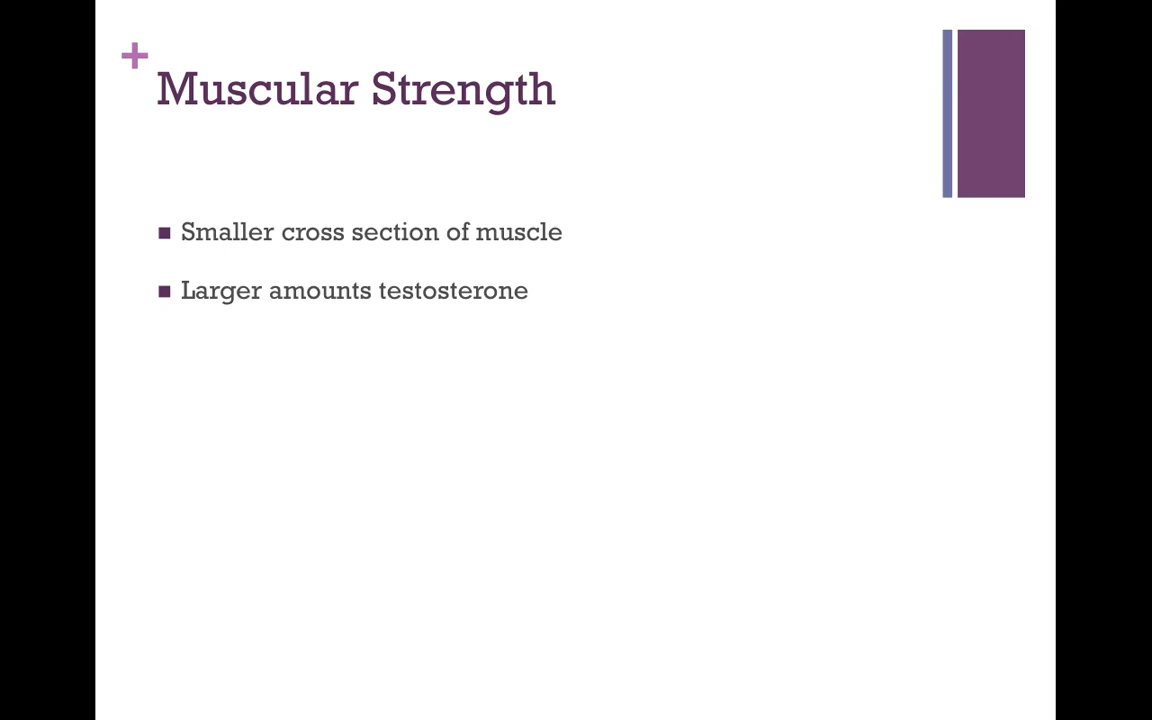 +
Muscular Strength
Smaller cross section of muscle
Larger amounts testosterone